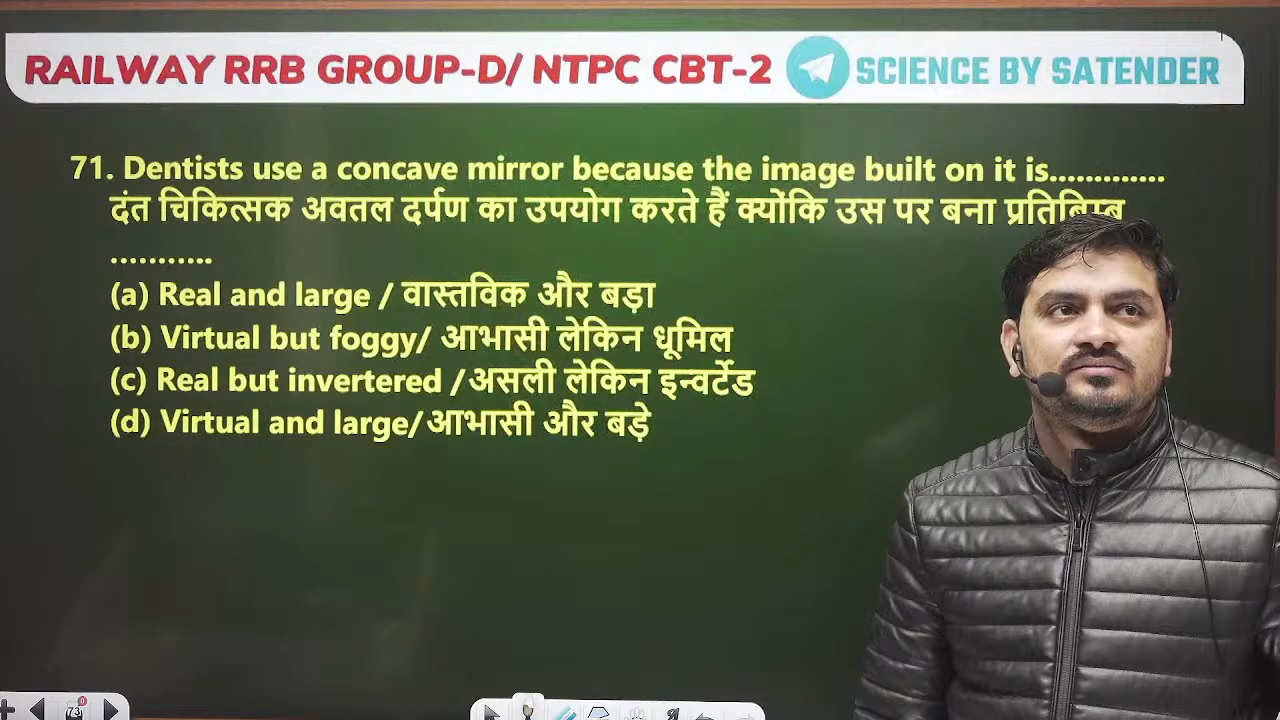 RAILWAY RRB GROUP-D/ NTPC CBT-2 SCIENCE BY SATENDER
71. Dentists use a concave mirror because the image built on it is.............
दंत चिकित्सक अवतल दर्पण का उपयोग करते हैं क्योंकि उस पर बना प्रतिबिम्ब
...........
(a) Real and large / वास्तविक और बड़ा
(b) Virtual but foggy/ आभासी लेकिन धूमिल
(c) Real but invertered /असली लेकिन इन्वर्टेड
(d) Virtual and large/आभासी और बड़े
73